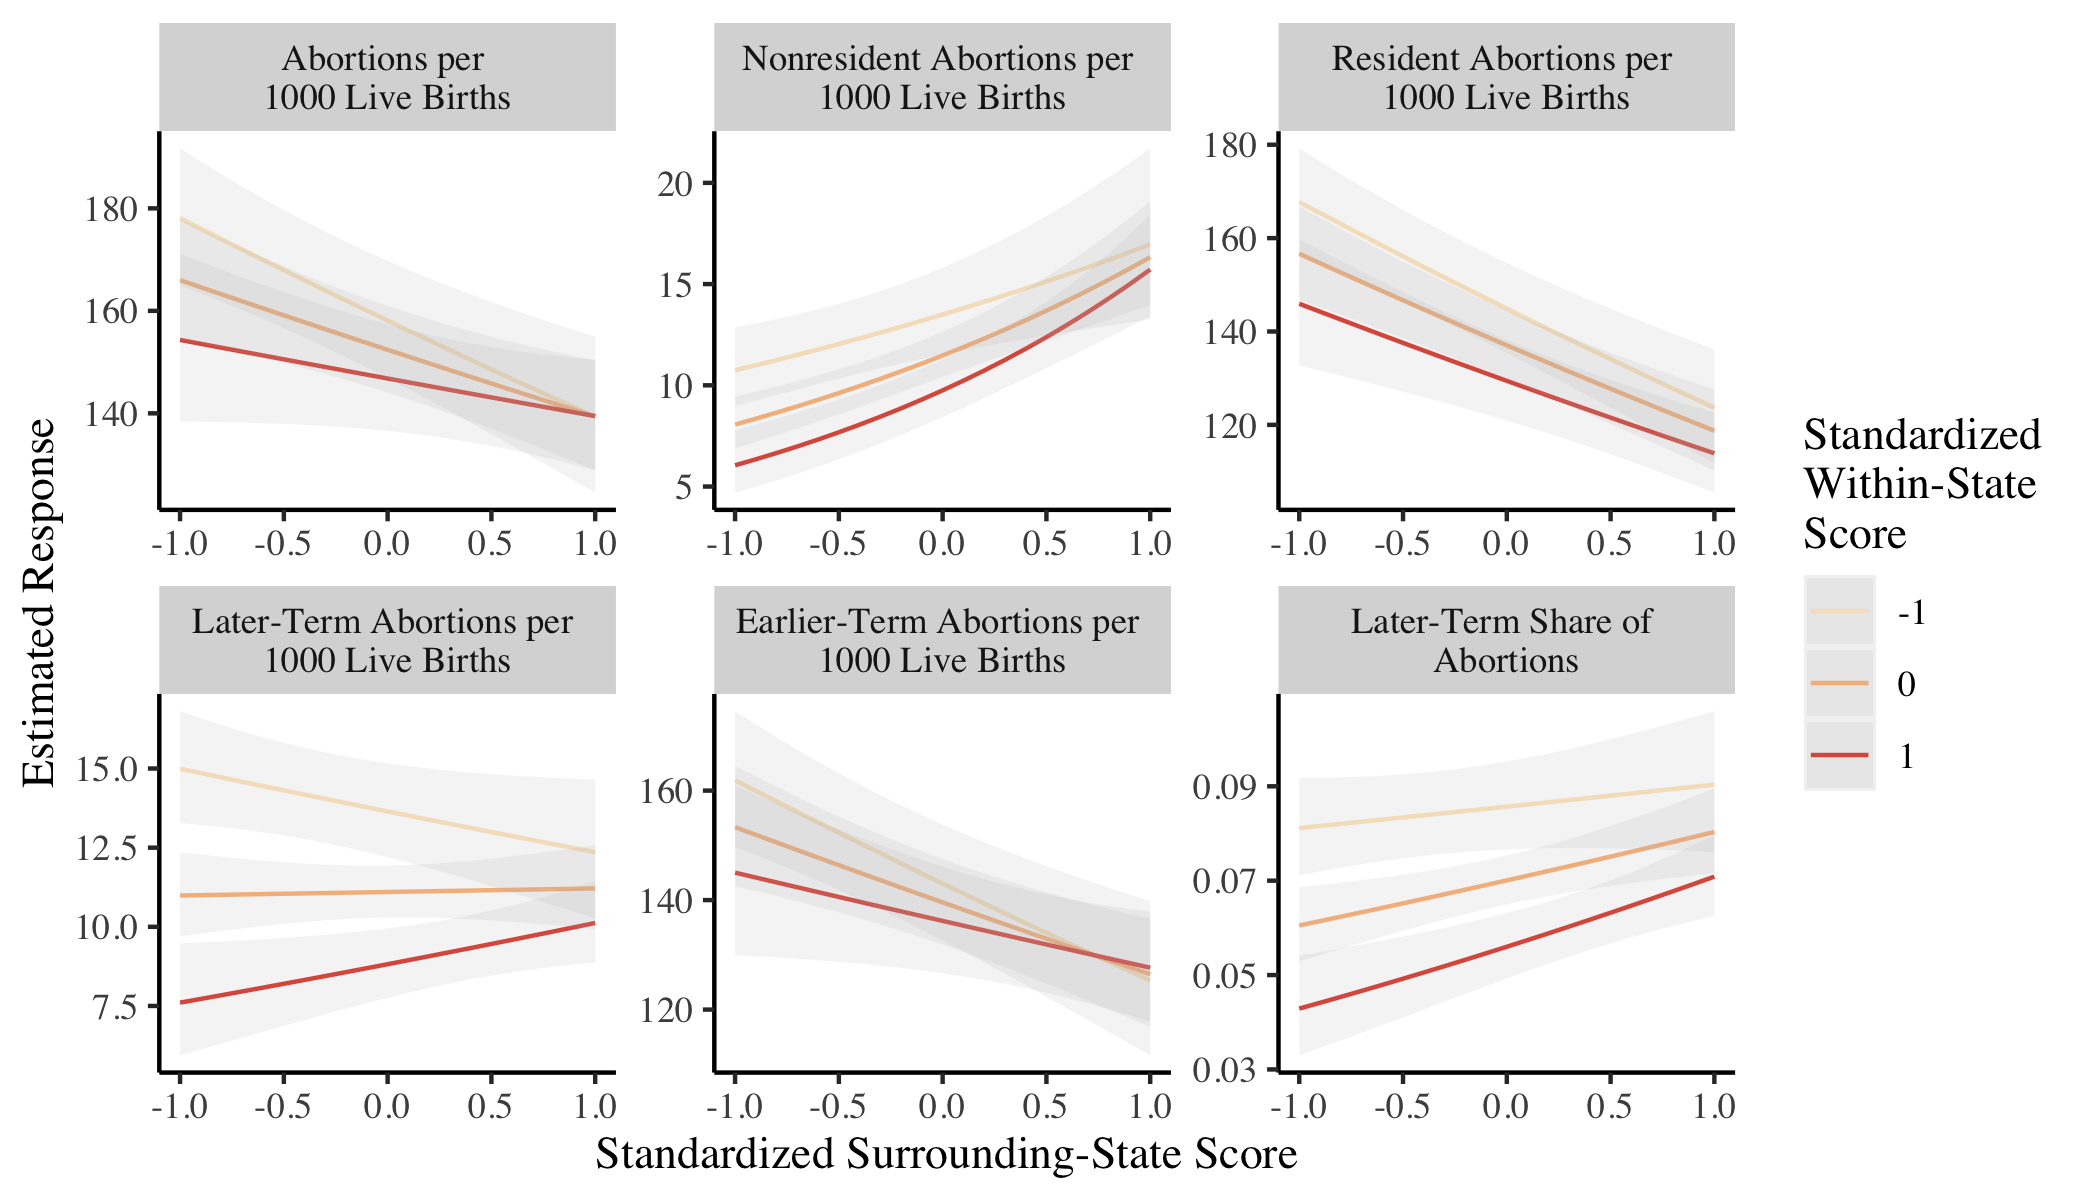 Abortions per
1000 Live Births
Nonresident Abortions per
1000 Live Births
Resident Abortions per
1000 Live Births
180
160
140
20
15
10
5
180
160
140
120
-1.0 -0.5 0.0 0.5 1.0
-1.0 -0.5 0.0 0.5 1.0
-1.0 -0.5 0.0 0.5 1.0
Later-Term Abortions per
1000 Live Births
Earlier-Term Abortions per
1000 Live Births
Later-Term Share of
Abortions
15.0
12.5
10.0
7.5
160
140
120
0.09
0.07
0.05
0.03
-1.0 -0.5 0.0 0.5 1.0
-1.0 -0.5 0.0 0.5 1.0
-1.0 -0.5 0.0 0.5 1.0
Estimated Response
Standardized Surrounding-State Score
Standardized
Within-State
Score
-1
0
1